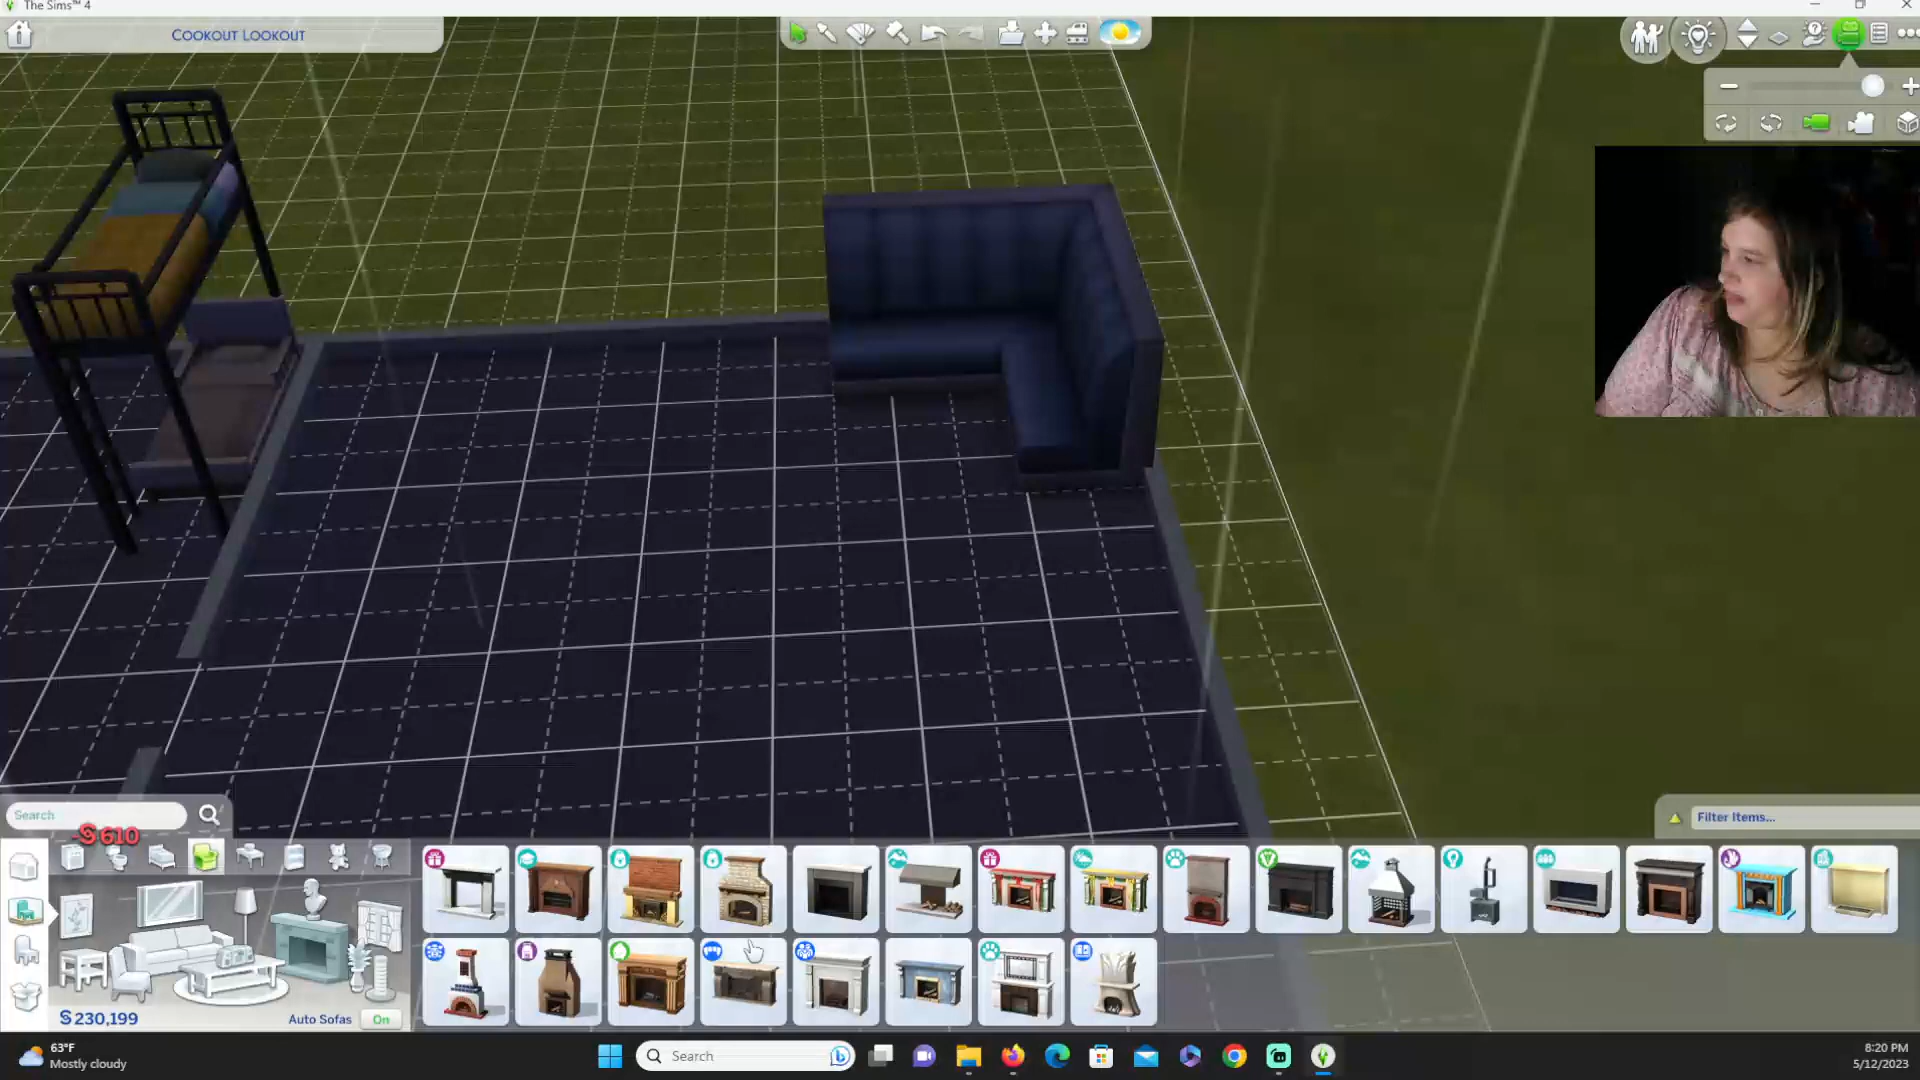 The Sims™ 4
COOKOUT LOOKOUT
Search
-§610
Filter Items...
§230,199
Auto Sofas On
63°F
Mostly cloudy
Search
8:20 PM
5/12/2023